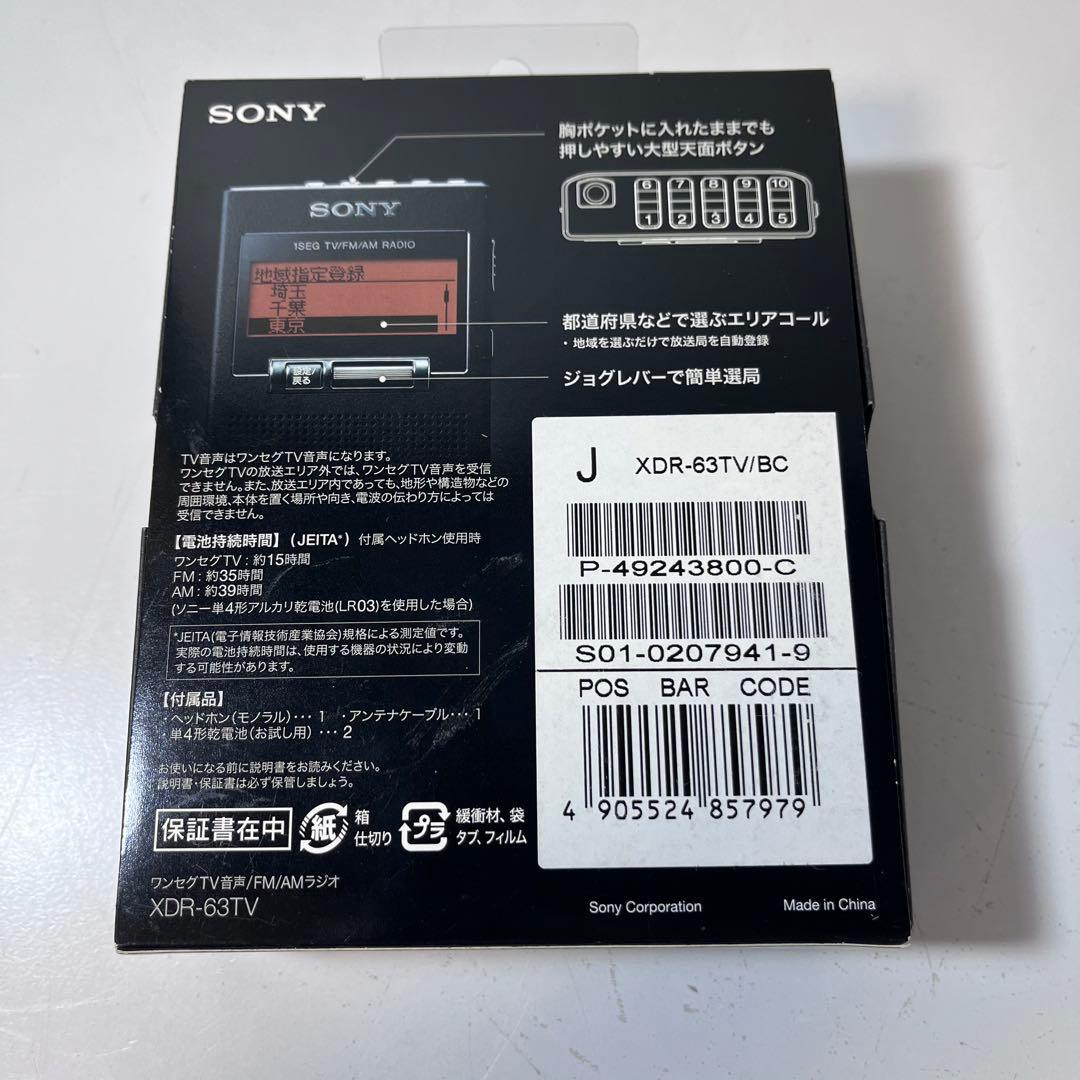 SONY
胸ポケットに入れたままでも
押しやすい大型天面ボタン
6 7 8 9 10
1 2 3 4 5
SONY
1SEG TV/FM/AM RADIO
地域指定登録
埼玉
千葉
東京
設定/
戻る
都道府県などで選ぶエリアコール
・地域を選ぶだけで放送局を自動登録
ジョグレバーで簡単選局
TV音声はワンセグTV音声になります。
ワンセグTVの放送エリア外では、ワンセグTV音声を受信
できません。また、放送エリア内であっても、地形や構造物などの
周囲環境、本体を置く場所や向き、電波の伝わり方によっては
受信できません。
【電池持続時間】(JEITA*) 付属ヘッドホン使用時
ワンセグTV：約15時間
FM：約35時間
AM：約39時間
(ソニー単4形アルカリ乾電池(LR03)を使用した場合)
*JEITA(電子情報技術産業協会)規格による測定値です。
実際の電池持続時間は、使用する機器の状況により変動
する可能性があります。
【付属品】
・ヘッドホン(モノラル)･･･1 ・アンテナケーブル･･･1
・単4形乾電池(お試し用) ･･･2
お使いになる前に説明書をお読みください。
説明書・保証書は必ず保管しましょう。
保証書在中
紙
箱
仕切り
プラ
緩衝材、袋
タブ、フィルム
ワンセグTV音声/FM/AMラジオ
XDR-63TV
J XDR-63TV/BC
P-49243800-C
S01-0207941-9
POS BAR CODE
4 905524 857979
Sony Corporation
Made in China